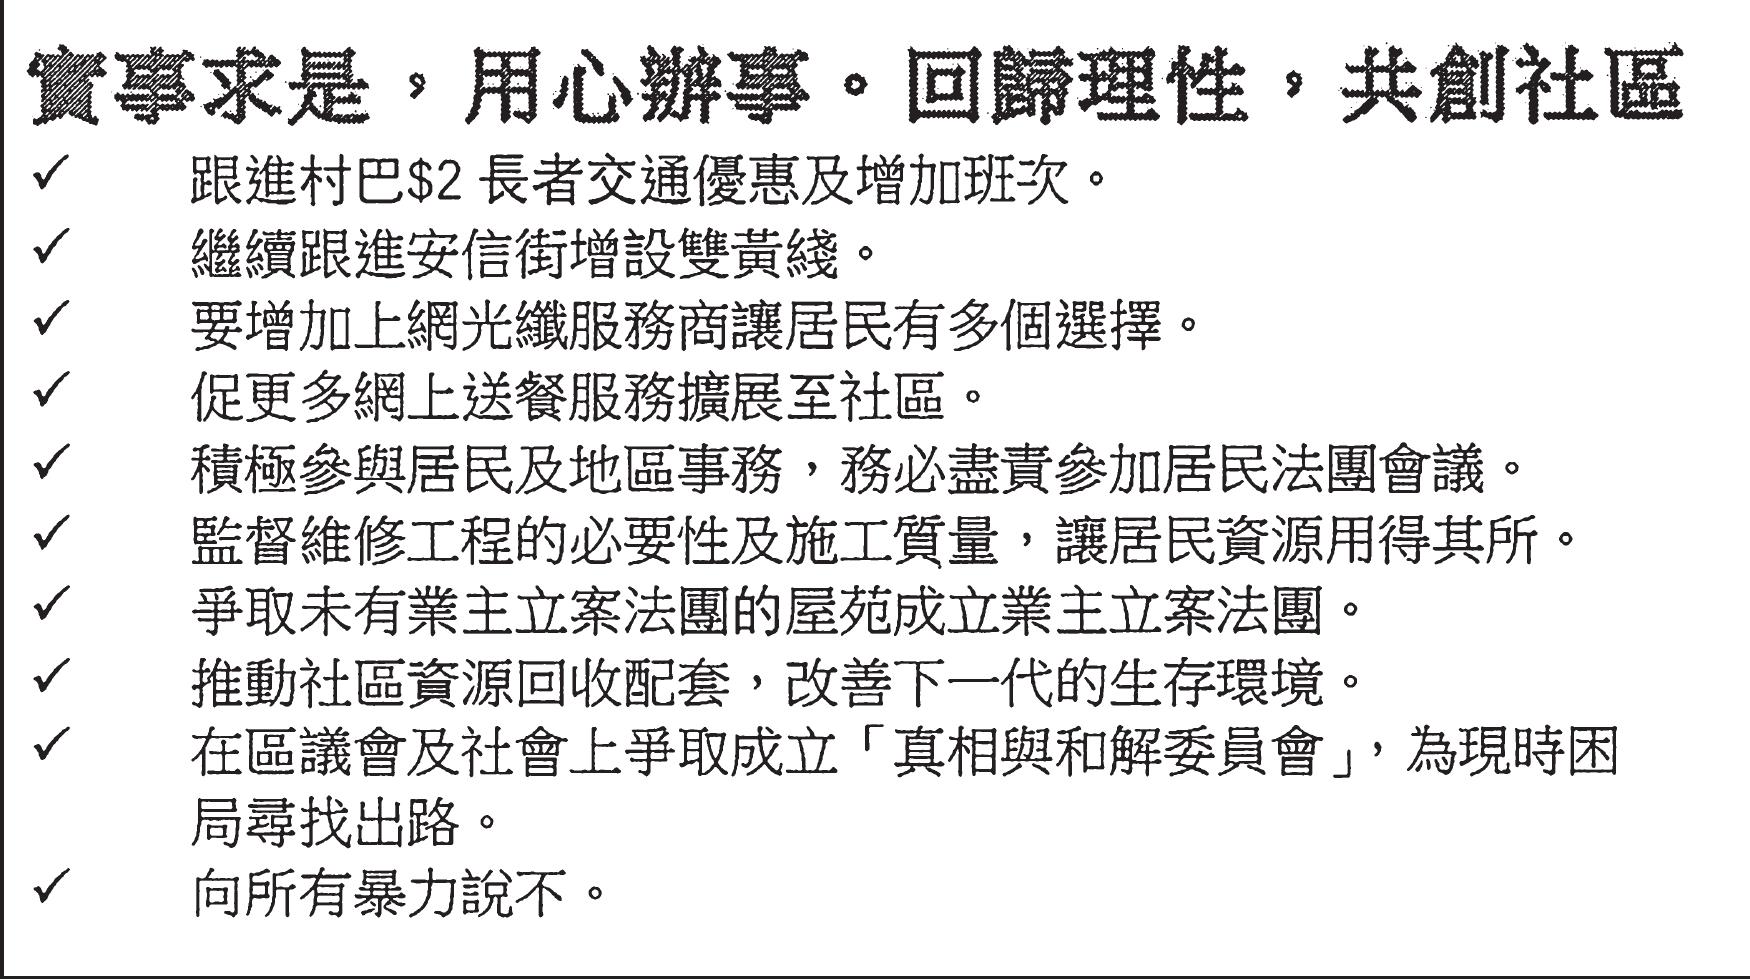 實事求是，用心辦事。回歸理性，共創社區
✓ 跟進村巴$2 長者交通優惠及增加班次。
✓ 繼續跟進安信街增設雙黃綫。
✓ 要增加上網光纖服務商讓居民有多個選擇。
✓ 促更多網上送餐服務擴展至社區。
✓ 積極參與居民及地區事務，務必盡責參加居民法團會議。
✓ 監督維修工程的必要性及施工質量，讓居民資源用得其所。
✓ 爭取未有業主立案法團的屋苑成立業主立案法團。
✓ 推動社區資源回收配套，改善下一代的生存環境。
✓ 在區議會及社會上爭取成立「真相與和解委員會」，為現時困
局尋找出路。
✓ 向所有暴力說不。